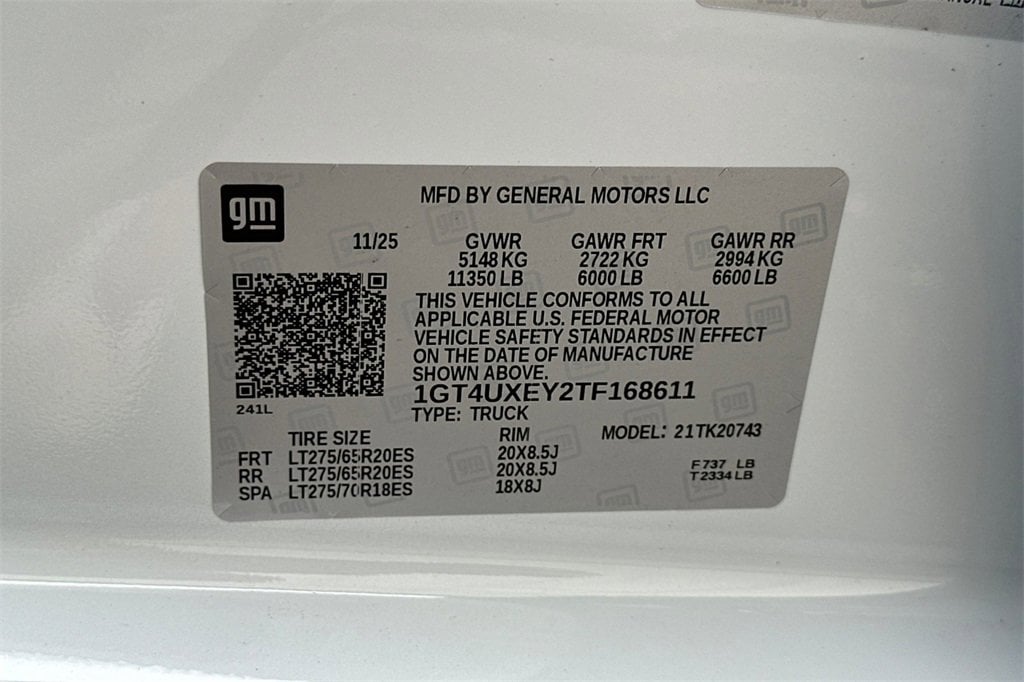 gm
MFD BY GENERAL MOTORS LLC
11/25 GVWR GAWR FRT GAWR RR
5148 KG 2722 KG 2994 KG
11350 LB 6000 LB 6600 LB
THIS VEHICLE CONFORMS TO ALL
APPLICABLE U.S. FEDERAL MOTOR
VEHICLE SAFETY STANDARDS IN EFFECT
ON THE DATE OF MANUFACTURE
SHOWN ABOVE.
1GT4UXEY2TF168611
241L
TYPE: TRUCK
TIRE SIZE RIM MODEL: 21TK20743
FRT LT275/65R20ES 20X8.5J
RR LT275/65R20ES 20X8.5J
SPA LT275/70R18ES 18X8J
F 737 LB
T 2334 LB